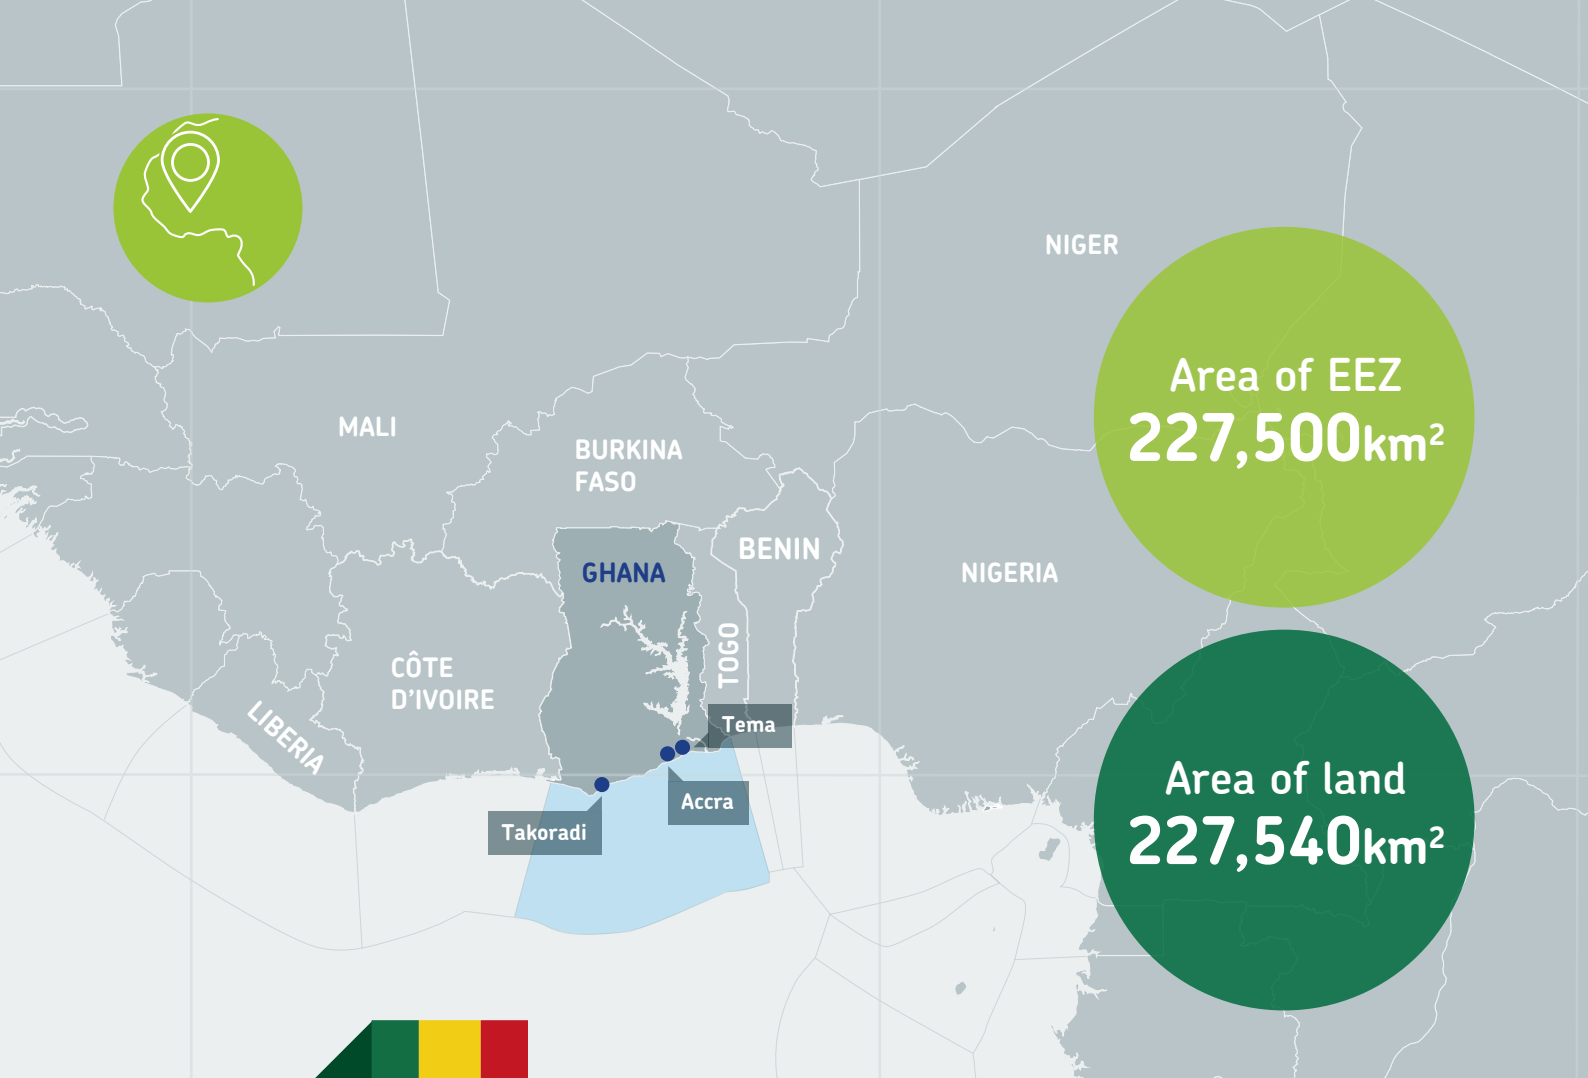 NIGER
Area of EEZ
227,500km²
MALI
BURKINA
FASO
BENIN
GHANA
NIGERIA
TOGO
CÔTE
D'IVOIRE
LIBERIA
Tema
Accra
Takoradi
Area of land
227,540km²